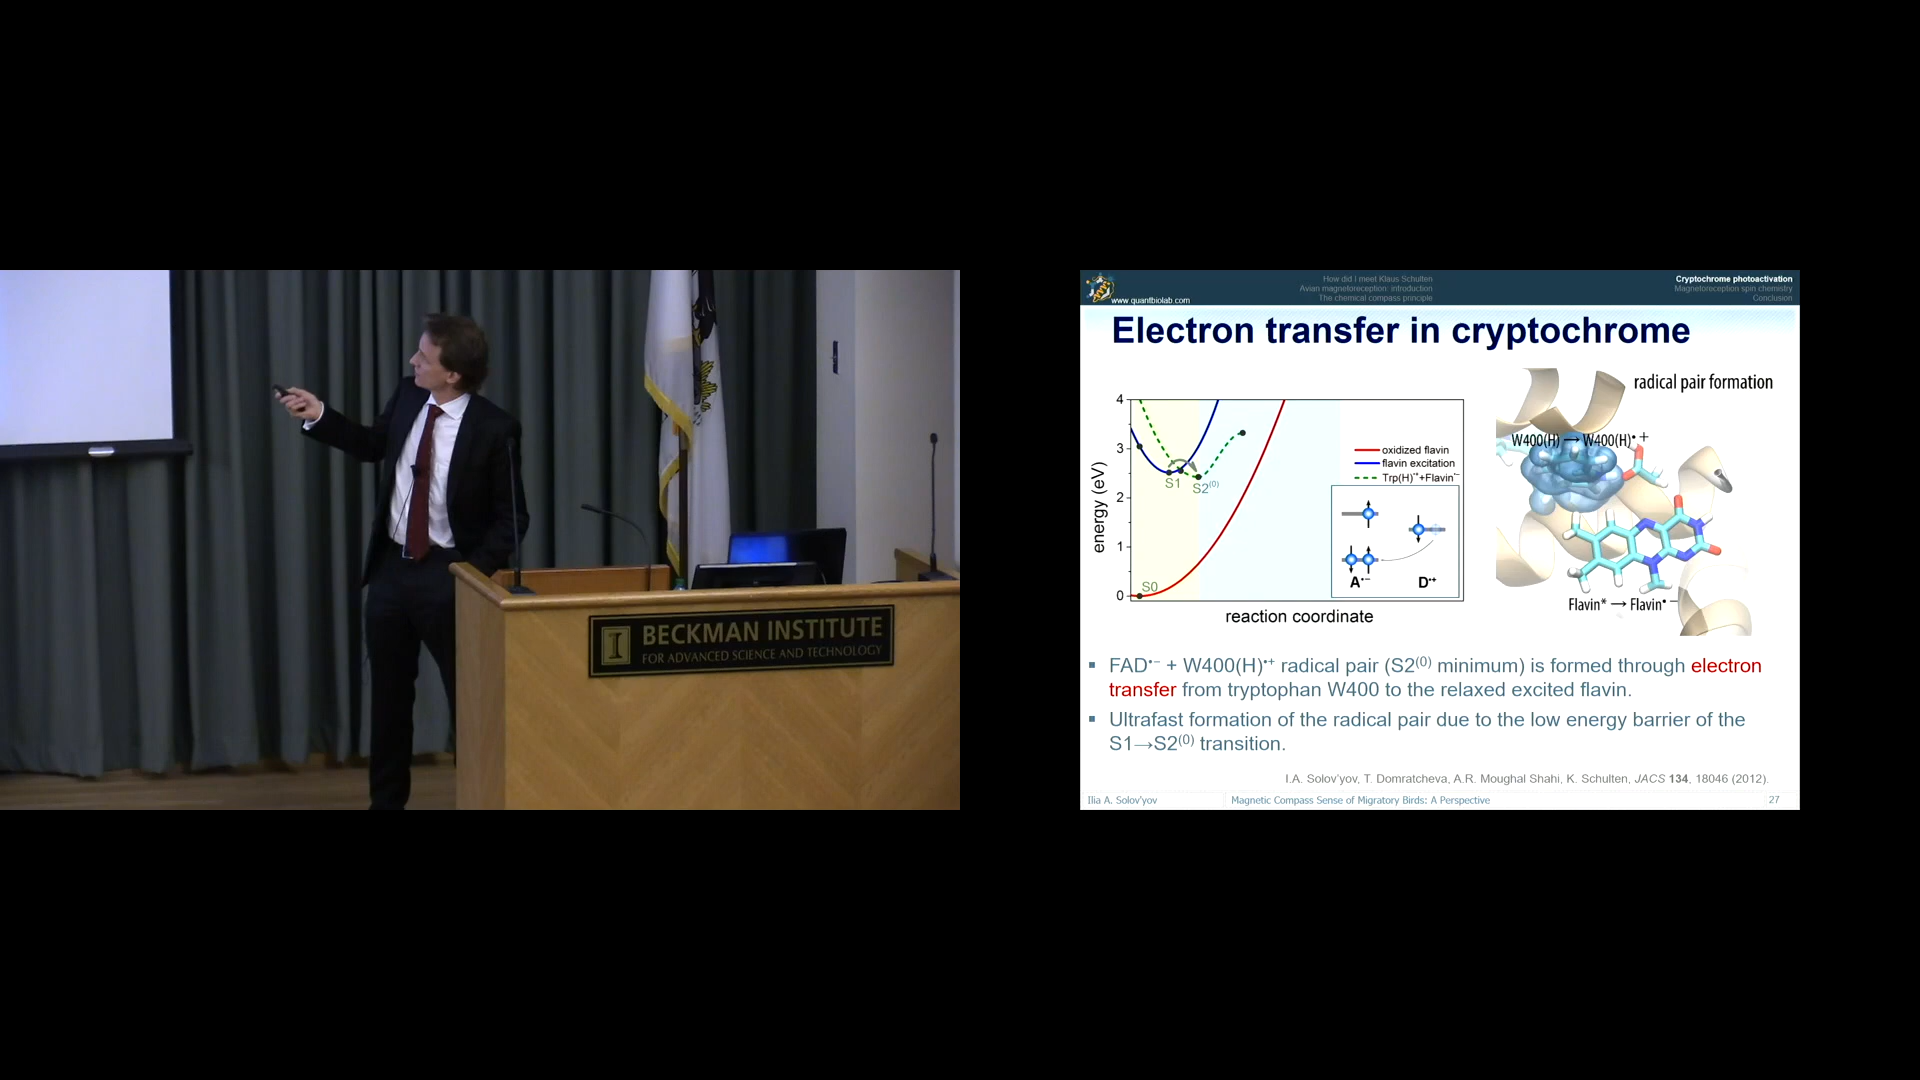 BECKMAN INSTITUTE
FOR ADVANCED SCIENCE AND TECHNOLOGY
www.quantbiolab.com
How did I meet Klaus Schulten
Avian magnetoreception: introduction
The chemical compass principle
Cryptochrome photoactivation
Magnetoreception spin chemistry
Conclusion
Electron transfer in cryptochrome
radical pair formation
4
3
2
1
0
energy (eV)
reaction coordinate
S0
S1
S2⁽⁰⁾
oxidized flavin
flavin excitation
Trp(H)•⁺+Flavin•⁻
A•⁻
D•⁺
W400(H) → W400(H)• +
Flavin* → Flavin• −
▪ FAD•⁻ + W400(H)•⁺ radical pair (S2⁽⁰⁾ minimum) is formed through electron
transfer from tryptophan W400 to the relaxed excited flavin.
▪ Ultrafast formation of the radical pair due to the low energy barrier of the
S1→S2⁽⁰⁾ transition.
I.A. Solov'yov, T. Domratcheva, A.R. Moughal Shahi, K. Schulten, JACS 134, 18046 (2012).
Ilia A. Solov'yov
Magnetic Compass Sense of Migratory Birds: A Perspective
27